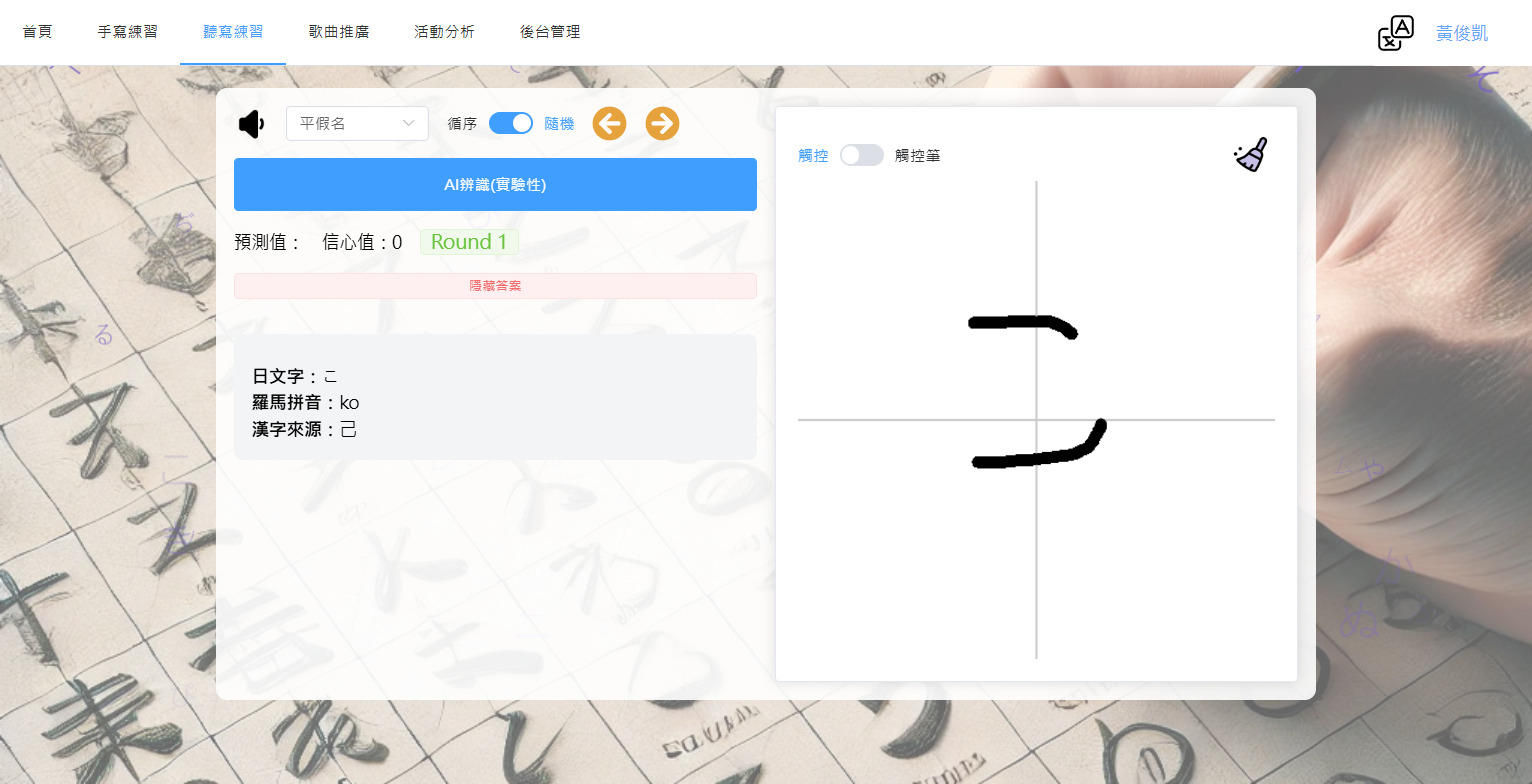 首頁
手寫練習
聽寫練習
歌曲推廣
活動分析
後台管理
黃俊凱
平假名
循序
隨機
AI辨識(實驗性)
預測值： 信心值：0 Round 1
隱藏答案
日文字：こ
羅馬拼音：ko
漢字來源：己
觸控
觸控筆